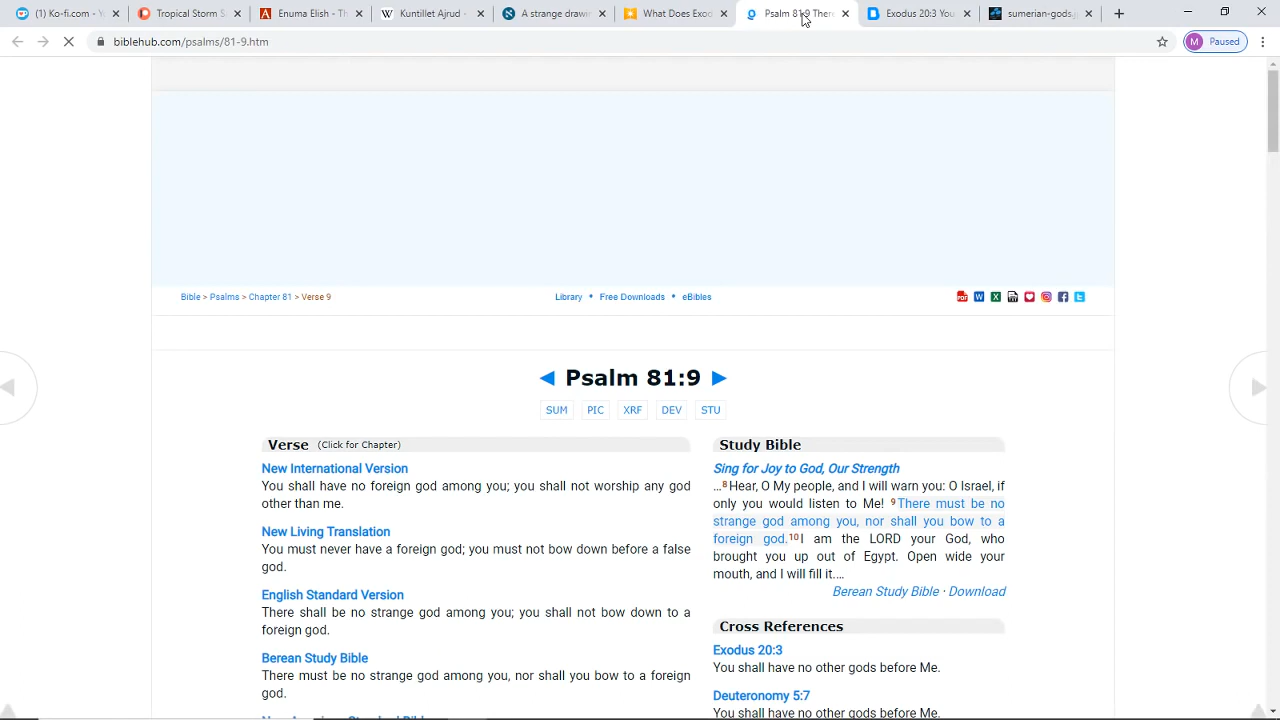 (1) Ko-fi.com - Yo
Tropical Storm S
Enuma Elish - Th
Kuntillet Ajrud -
A strange drea
What Does Exod
Psalm 81:9 There
Exodus 20:3 You
sumerian-gods.j
biblehub.com/psalms/81-9.htm
M Paused
Bible > Psalms > Chapter 81 > Verse 9
Library • Free Downloads • eBibles
Psalm 81:9
SUM PIC XRF DEV STU
Verse (Click for Chapter)
New International Version
You shall have no foreign god among you; you shall not worship any god
other than me.
New Living Translation
You must never have a foreign god; you must not bow down before a false
god.
English Standard Version
There shall be no strange god among you; you shall not bow down to a
foreign god.
Berean Study Bible
There must be no strange god among you, nor shall you bow to a foreign
god.
Study Bible
Sing for Joy to God, Our Strength
…8Hear, O My people, and I will warn you: O Israel, if
only you would listen to Me! 9There must be no
strange god among you, nor shall you bow to a
foreign god.10I am the LORD your God, who
brought you up out of Egypt. Open wide your
mouth, and I will fill it.…
Berean Study Bible · Download
Cross References
Exodus 20:3
You shall have no other gods before Me.
Deuteronomy 5:7
You shall have no other gods before Me.